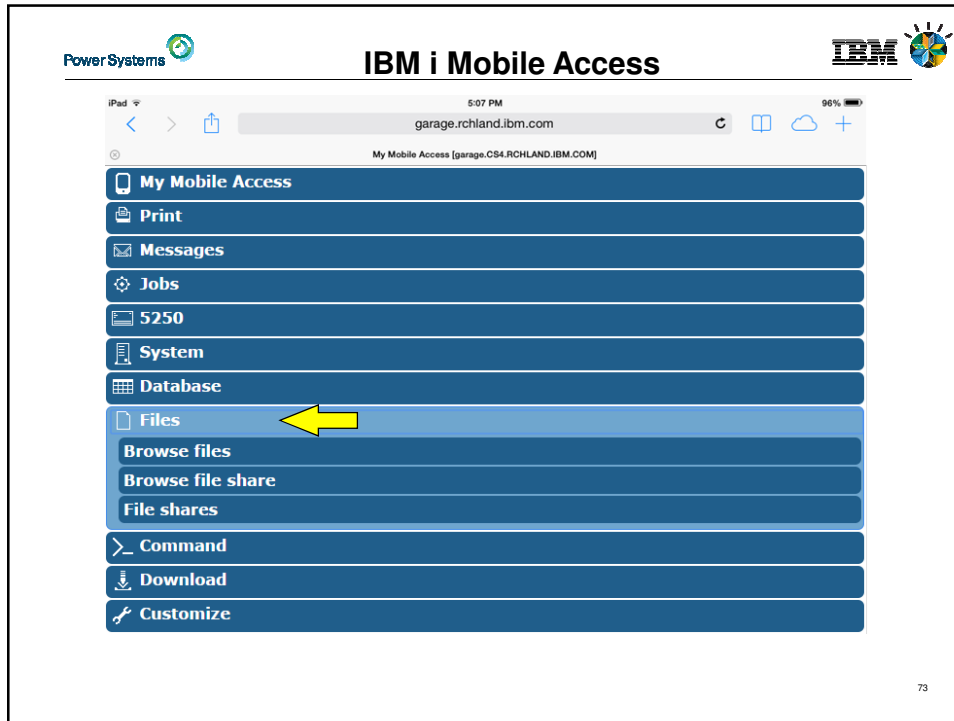 Power Systems
IBM i Mobile Access
IBM
iPad 5:07 PM 96%
garage.rchland.ibm.com
My Mobile Access [garage.CS4.RCHLAND.IBM.COM]
My Mobile Access
Print
Messages
Jobs
5250
System
Database
Files
Browse files
Browse file share
File shares
Command
Download
Customize
73